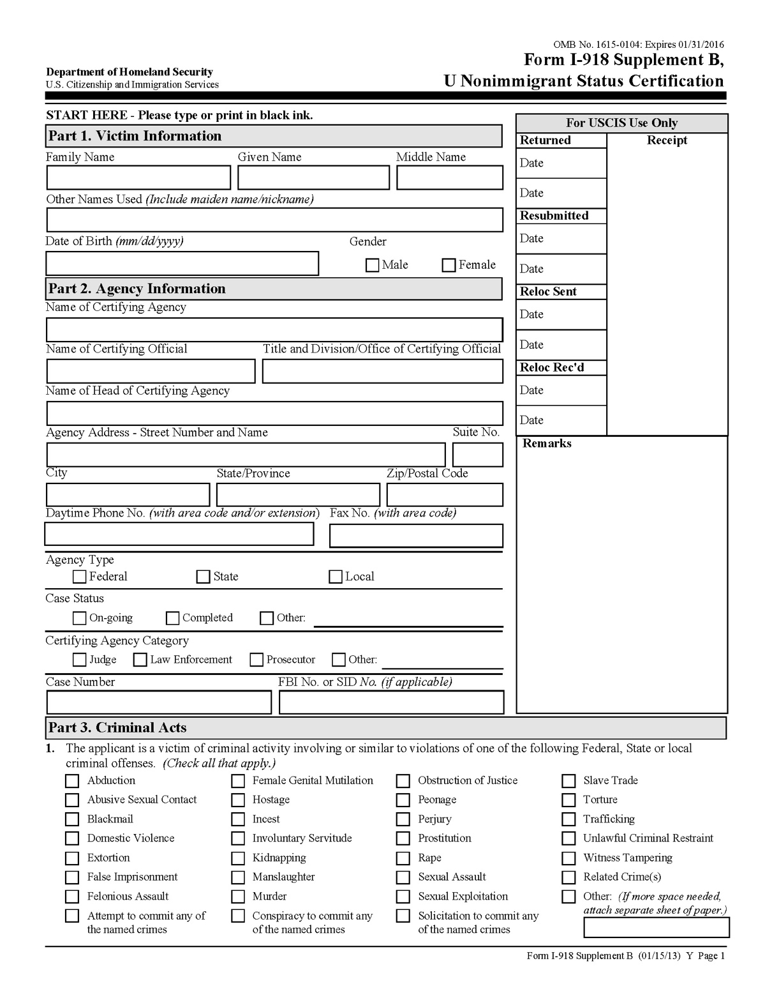 OMB No. 1615-0104: Expires 01/31/2016
Form I-918 Supplement B,
Department of Homeland Security
U.S. Citizenship and Immigration Services
U Nonimmigrant Status Certification
START HERE - Please type or print in black ink.
Part 1. Victim Information
Family Name Given Name Middle Name
Other Names Used (Include maiden name/nickname)
Date of Birth (mm/dd/yyyy) Gender
Male Female
Part 2. Agency Information
Name of Certifying Agency
Name of Certifying Official Title and Division/Office of Certifying Official
Name of Head of Certifying Agency
Agency Address - Street Number and Name Suite No.
City State/Province Zip/Postal Code
Daytime Phone No. (with area code and/or extension) Fax No. (with area code)
Agency Type
Federal State Local
Case Status
On-going Completed Other:
Certifying Agency Category
Judge Law Enforcement Prosecutor Other:
Case Number FBI No. or SID No. (if applicable)
For USCIS Use Only
Returned Receipt
Date
Date
Resubmitted
Date
Date
Reloc Sent
Date
Date
Reloc Rec'd
Date
Date
Remarks
Part 3. Criminal Acts
1. The applicant is a victim of criminal activity involving or similar to violations of one of the following Federal, State or local
criminal offenses. (Check all that apply.)
Abduction Female Genital Mutilation Obstruction of Justice Slave Trade
Abusive Sexual Contact Hostage Peonage Torture
Blackmail Incest Perjury Trafficking
Domestic Violence Involuntary Servitude Prostitution Unlawful Criminal Restraint
Extortion Kidnapping Rape Witness Tampering
False Imprisonment Manslaughter Sexual Assault Related Crime(s)
Felonious Assault Murder Sexual Exploitation Other: (If more space needed,
attach separate sheet of paper.)
Attempt to commit any of Conspiracy to commit any Solicitation to commit any
the named crimes of the named crimes of the named crimes
Form I-918 Supplement B (01/15/13) Y Page 1